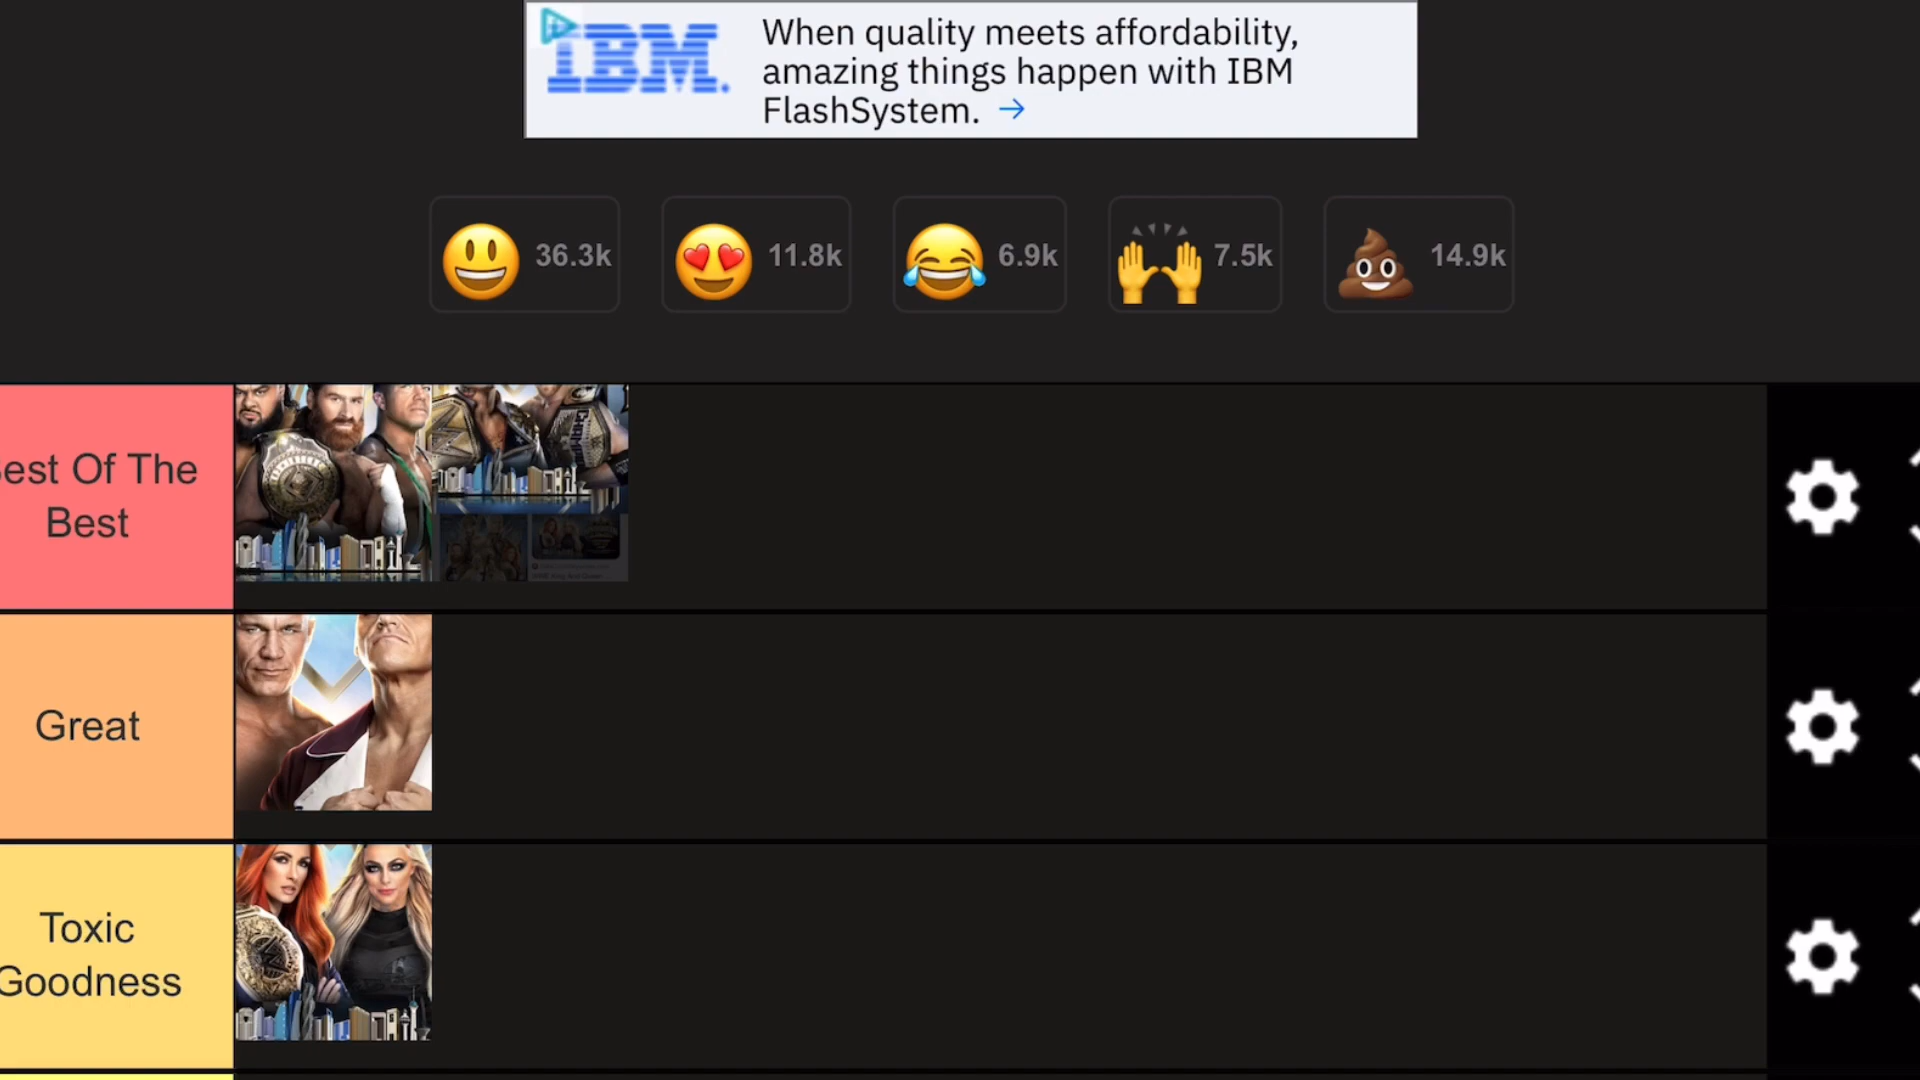 IBM.
When quality meets affordability,
amazing things happen with IBM
FlashSystem. →
36.3k
11.8k
6.9k
7.5k
14.9k
est Of The
Best
Great
Toxic
Goodness